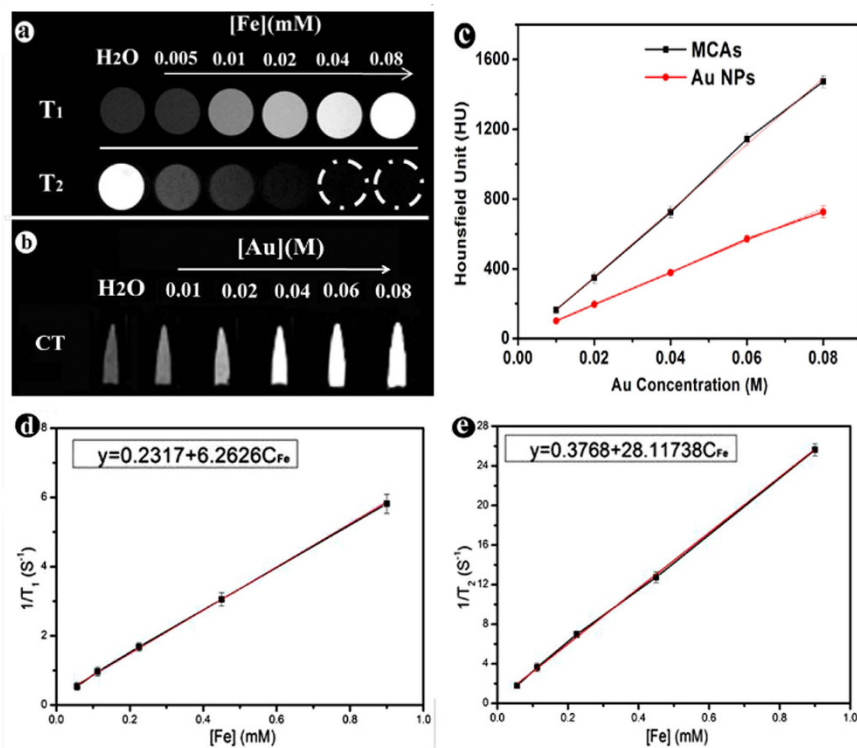 a
[Fe](mM)
H2O 0.005 0.01 0.02 0.04 0.08
T1
T2
b
[Au](M)
H2O 0.01 0.02 0.04 0.06 0.08
CT
c
1600
1200
800
400
0
Hounsfield Unit (HU)
MCAs
Au NPs
0.00 0.02 0.04 0.06 0.08
Au Concentration (M)
d
8
6
4
2
0
1/T1 (S-1)
y=0.2317+6.2626CFe
0.0 0.2 0.4 0.6 0.8 1.0
[Fe] (mM)
e
28
24
20
16
12
8
4
0
1/T2 (S-1)
y=0.3768+28.11738CFe
0.0 0.2 0.4 0.6 0.8 1.0
[Fe] (mM)